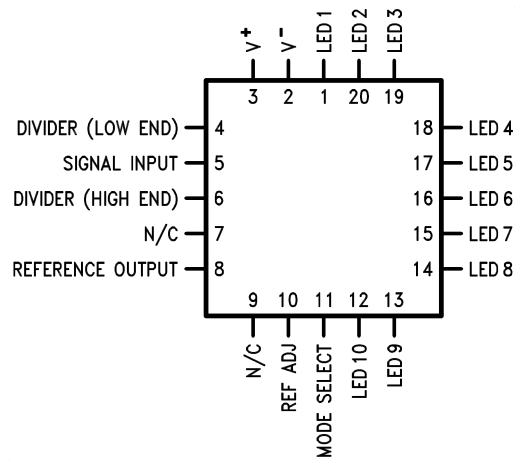 V+
V-
LED 1
LED 2
LED 3
3
2
1
20
19
DIVIDER (LOW END)
4
18
LED 4
SIGNAL INPUT
5
17
LED 5
DIVIDER (HIGH END)
6
16
LED 6
N/C
7
15
LED 7
REFERENCE OUTPUT
8
14
LED 8
9
10
11
12
13
N/C
REF ADJ
MODE SELECT
LED 10
LED 9